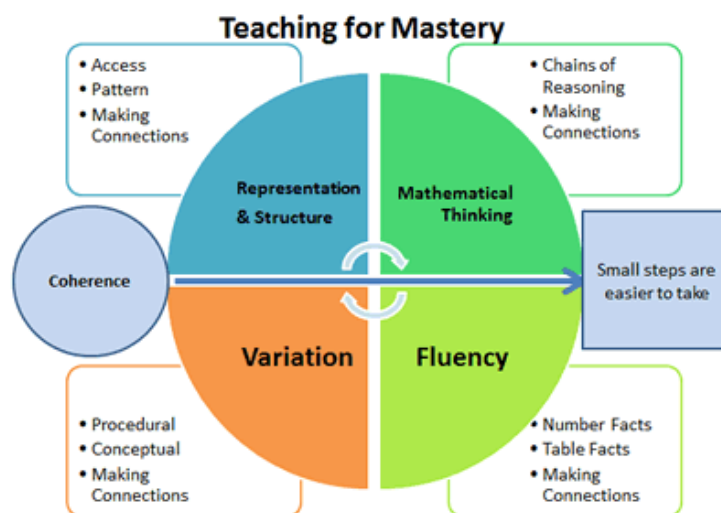 Teaching for Mastery
• Access
• Pattern
• Making
Connections
• Chains of
Reasoning
• Making
Connections
Representation
& Structure
Mathematical
Thinking
Coherence
Small steps are
easier to take
Variation
Fluency
• Procedural
• Conceptual
• Making
Connections
• Number Facts
• Table Facts
• Making
Connections